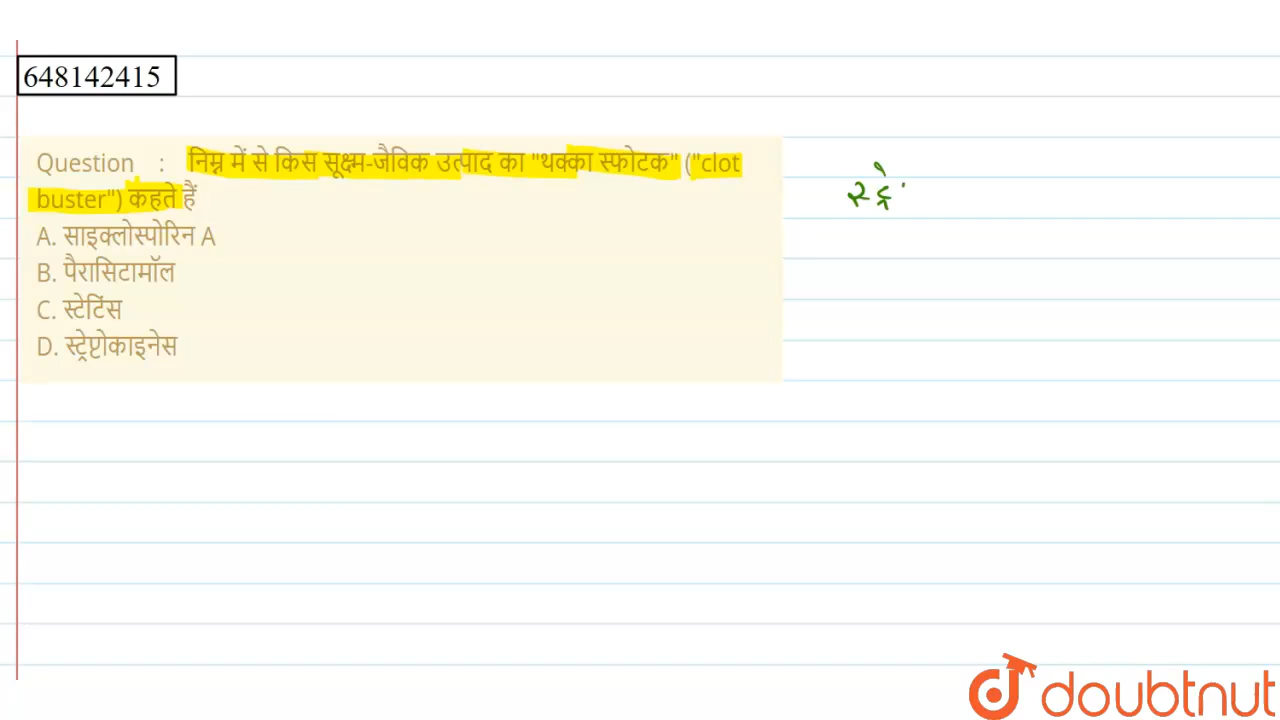 648142415
Question : निम्न में से किस सूक्ष्म-जैविक उत्पाद का "थक्का स्फोटक" ("clot
buster") कहते हैं
A. साइक्लोस्पोरिन A
B. पैरासिटामॉल
C. स्टेटिंस
D. स्ट्रेप्टोकाइनेस
स्ट्रे
doubtnut